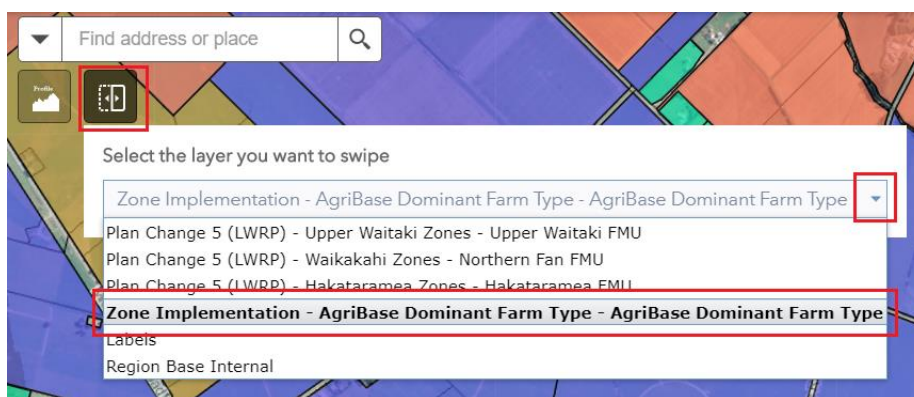 Find address or place
Profile
Select the layer you want to swipe
Zone Implementation - AgriBase Dominant Farm Type - AgriBase Dominant Farm Type
Plan Change 5 (LWRP) - Upper Waitaki Zones - Upper Waitaki FMU
Plan Change 5 (LWRP) - Waikakahi Zones - Northern Fan FMU
Plan Change 5 (LWRP) - Hakataramea Zones - Hakataramea FMU
Zone Implementation - AgriBase Dominant Farm Type - AgriBase Dominant Farm Type
Labels
Region Base Internal